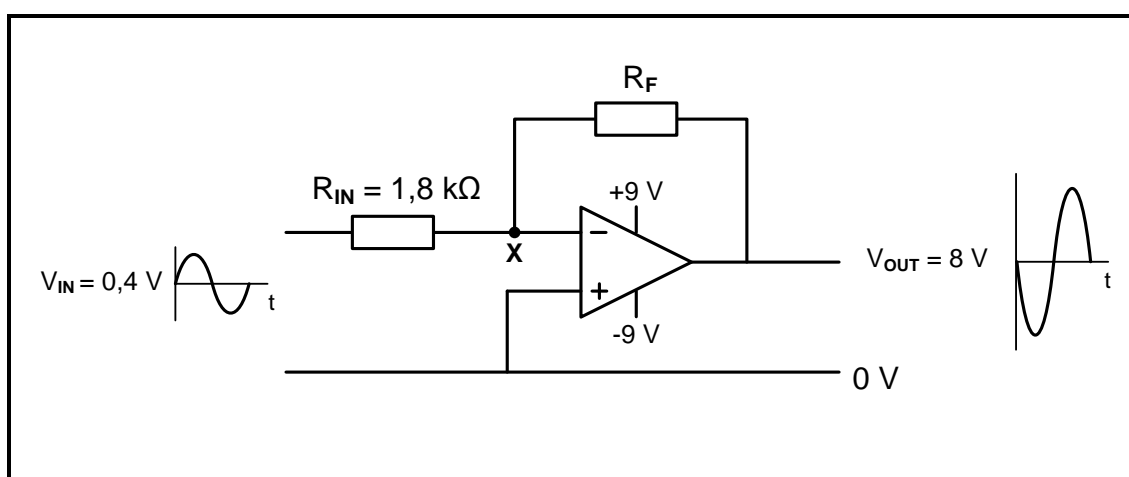 R_F
R_IN = 1,8 kΩ
+9 V
−
X
V_IN = 0,4 V
t
+
-9 V
V_OUT = 8 V
t
0 V